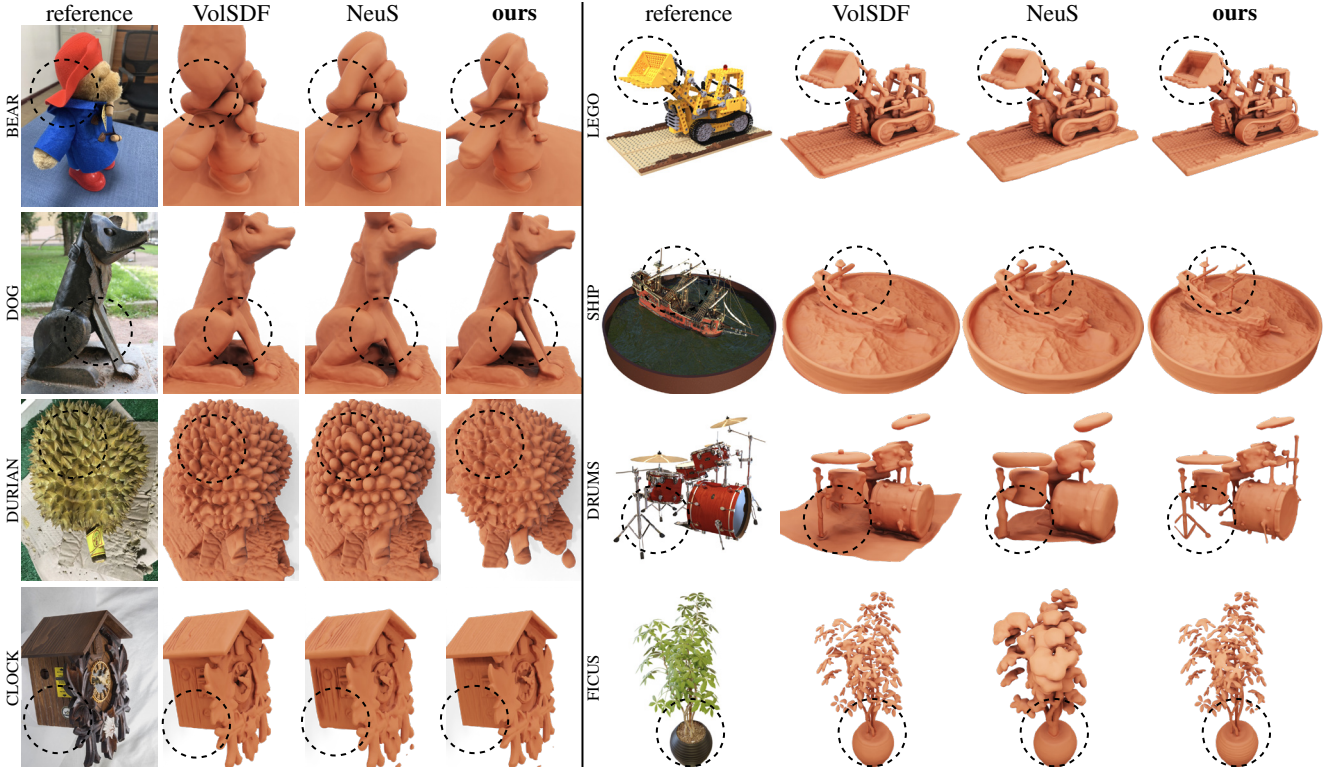 reference VolSDF NeuS ours
reference VolSDF NeuS ours
BEAR
DOG
DURIAN
CLOCK
LEGO
SHIP
DRUMS
FICUS